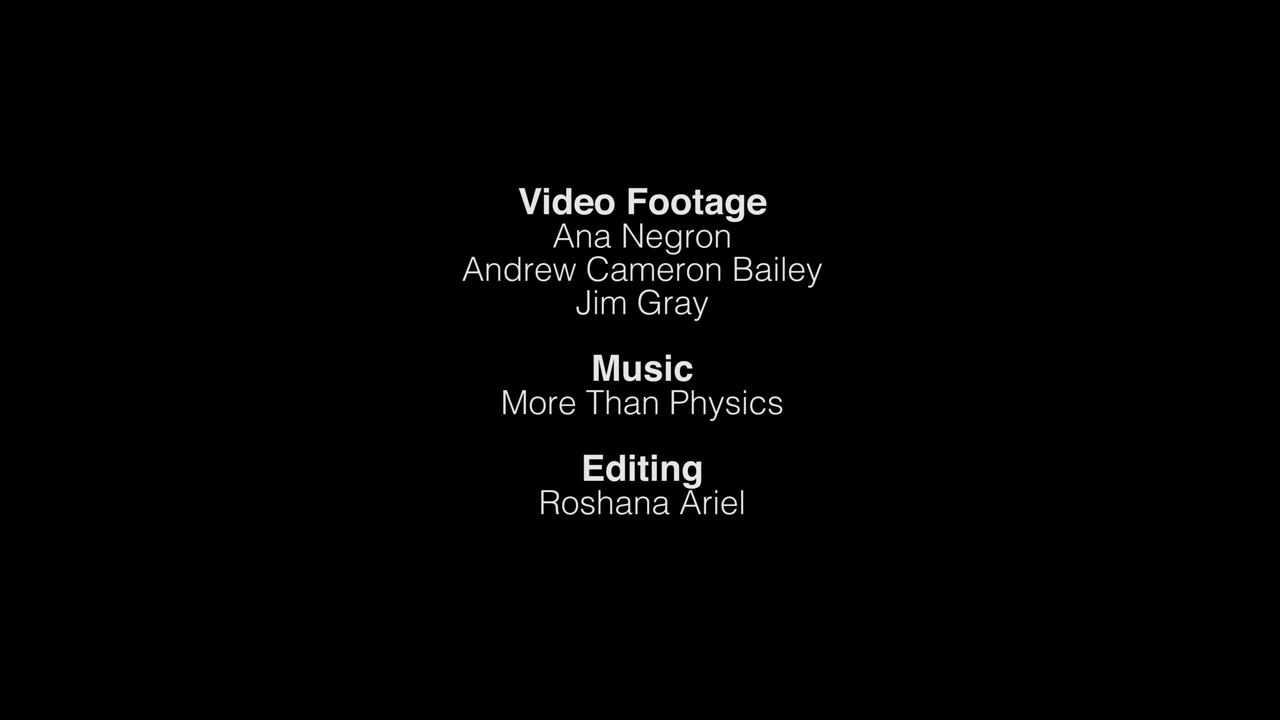 Video Footage
Ana Negron
Andrew Cameron Bailey
Jim Gray
Music
More Than Physics
Editing
Roshana Ariel